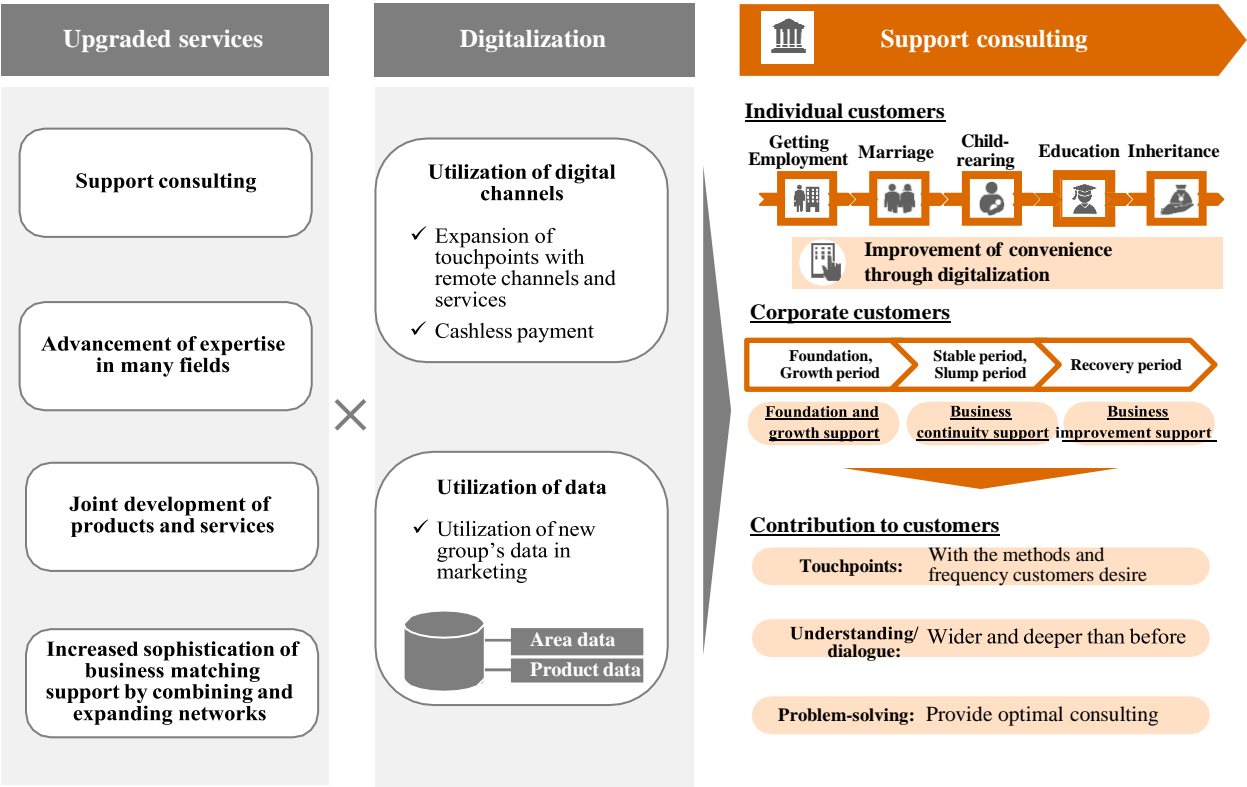 Upgraded services
Support consulting
Advancement of expertise
in many fields
Joint development of
products and services
Increased sophistication of
business matching
support by combining and
expanding networks
×
Digitalization
Utilization of digital
channels
✓ Expansion of
touchpoints with
remote channels and
services
✓ Cashless payment
Utilization of data
✓ Utilization of new
group's data in
marketing
Area data
Product data
Support consulting
Individual customers
Getting
Employment
Marriage
Child-
rearing
Education
Inheritance
Improvement of convenience
through digitalization
Corporate customers
Foundation,
Growth period
Stable period,
Slump period
Recovery period
Foundation and
growth support
Business
continuity support
Business
improvement support
Contribution to customers
Touchpoints:
With the methods and
frequency customers desire
Understanding/
dialogue:
Wider and deeper than before
Problem-solving:
Provide optimal consulting